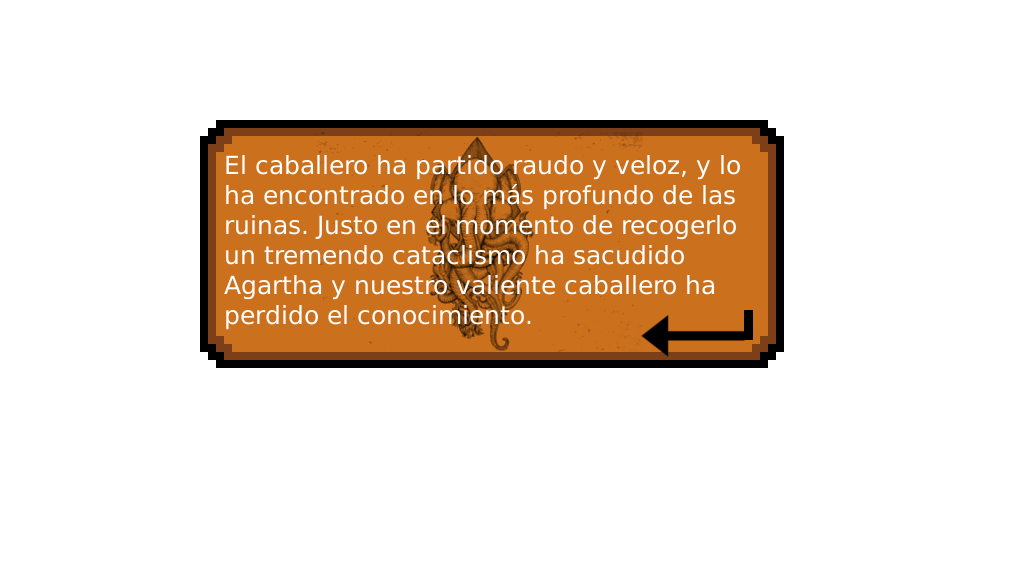 El caballero ha partido raudo y veloz, y lo
ha encontrado en lo más profundo de las
ruinas. Justo en el momento de recogerlo
un tremendo cataclismo ha sacudido
Agartha y nuestro valiente caballero ha
perdido el conocimiento.